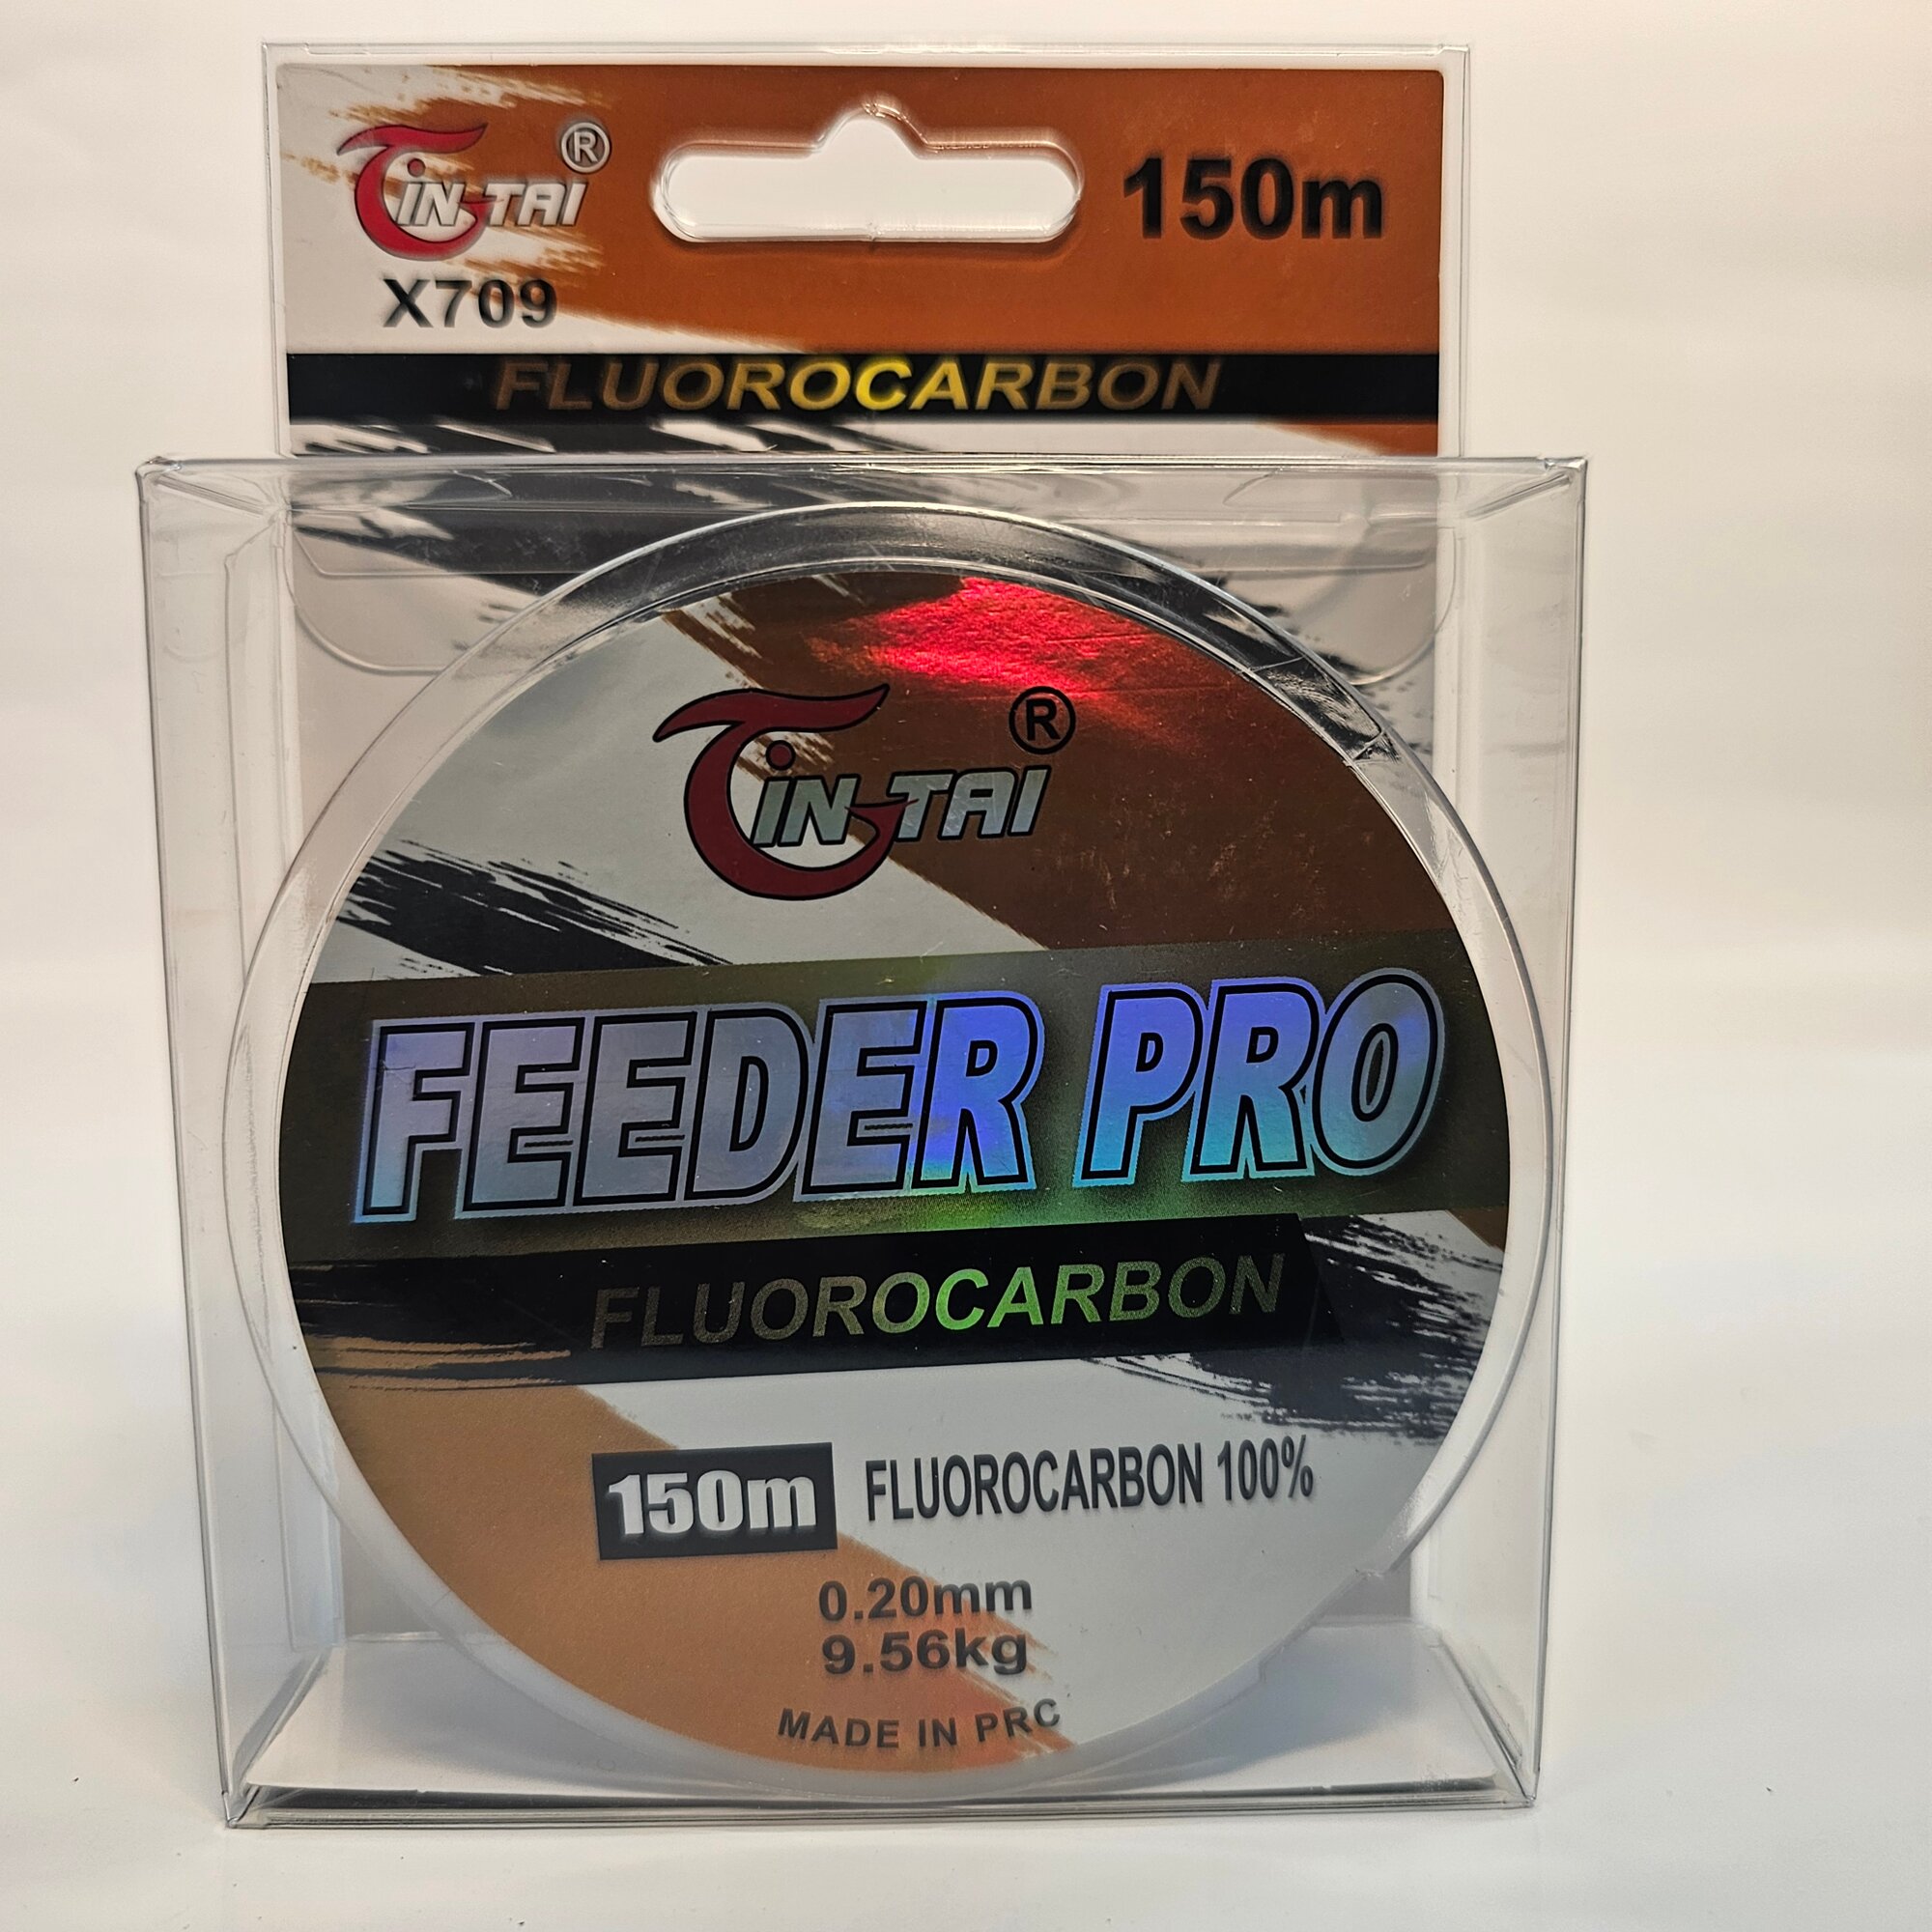 TINTAI ®
150m
X709
FLUOROCARBON
TINTAI ®
FEEDER PRO
FLUOROCARBON
150m FLUOROCARBON 100%
0.20mm
9.56kg
MADE IN PRC